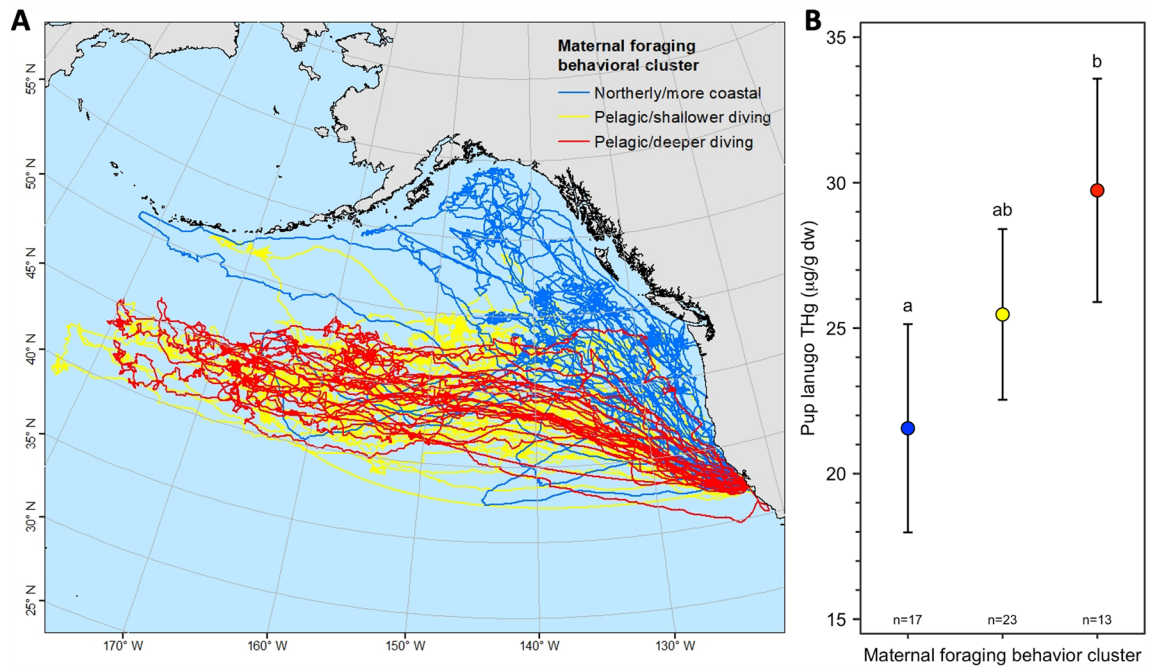 A
Maternal foraging
behavioral cluster
Northerly/more coastal
Pelagic/shallower diving
Pelagic/deeper diving
55° N
50° N
45° N
40° N
35° N
30° N
25° N
170° W
160° W
150° W
140° W
130° W
B
Pup lanugo THg (µg/g dw)
35
30
25
20
15
a
ab
b
n=17
n=23
n=13
Maternal foraging behavior cluster